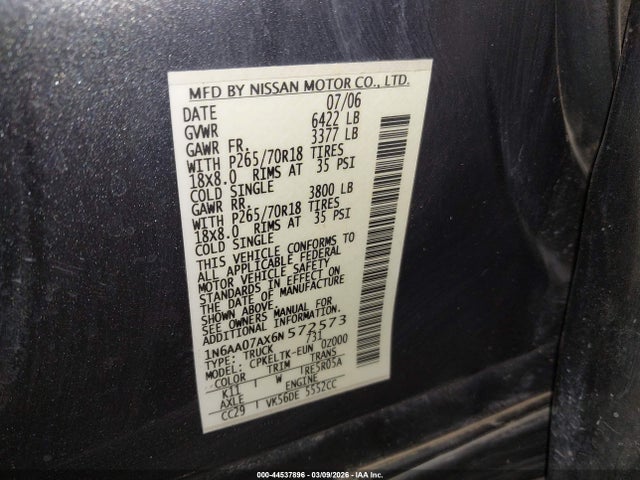 MFD BY NISSAN MOTOR CO., LTD.
DATE 07/06
GVWR 6422 LB
GAWR FR. 3377 LB
WITH P265/70R18 TIRES
18X8.0 RIMS AT 35 PSI
COLD SINGLE
GAWR RR. 3800 LB
WITH P265/70R18 TIRES
18X8.0 RIMS AT 35 PSI
COLD SINGLE
THIS VEHICLE CONFORMS TO
ALL APPLICABLE FEDERAL
MOTOR VEHICLE SAFETY
STANDARDS IN EFFECT ON
THE DATE OF MANUFACTURE
SHOWN ABOVE.
SEE OWNERS MANUAL FOR
ADDITIONAL INFORMATION.
1N6AA07AX6N572573
TYPE: TRUCK /31
MODEL: CPKELTK-EUN 0Z000
COLOR TRIM TRANS
K11 W RE5R05A
AXLE ENGINE
CC29 VK56DE 5552CC
000-44537896 - 03/09/2026 - IAA Inc.